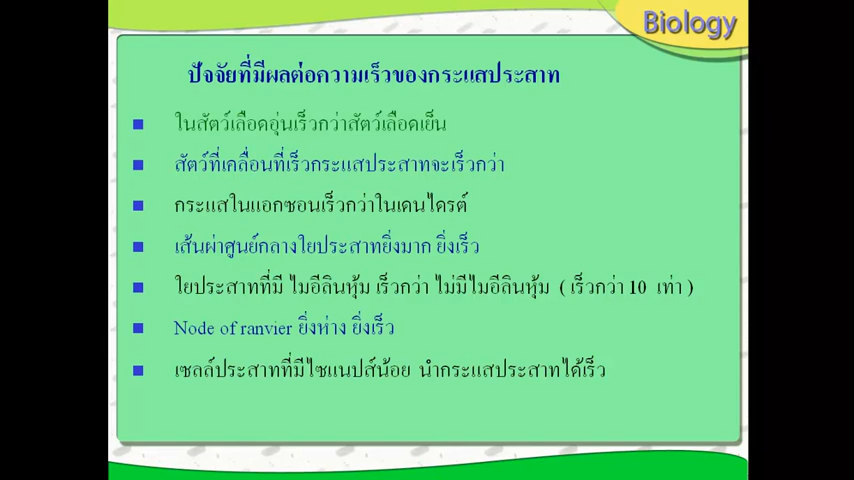 Biology
ปัจจัยที่มีผลต่อความเร็วของกระแสประสาท
ในสัตว์เลือดอุ่นเร็วกว่าสัตว์เลือดเย็น
สัตว์ที่เคลื่อนที่เร็วกระแสประสาทจะเร็วกว่า
กระแสในแอกซอนเร็วกว่าในเดนไดรต์
เส้นผ่าศูนย์กลางใยประสาทยิ่งมาก ยิ่งเร็ว
ใยประสาทที่มี ไมอีลินหุ้ม เร็วกว่า ไม่มีไมอีลินหุ้ม ( เร็วกว่า 10 เท่า )
Node of ranvier ยิ่งห่าง ยิ่งเร็ว
เซลล์ประสาทที่มีไซแนปส์น้อย นำกระแสประสาทได้เร็ว